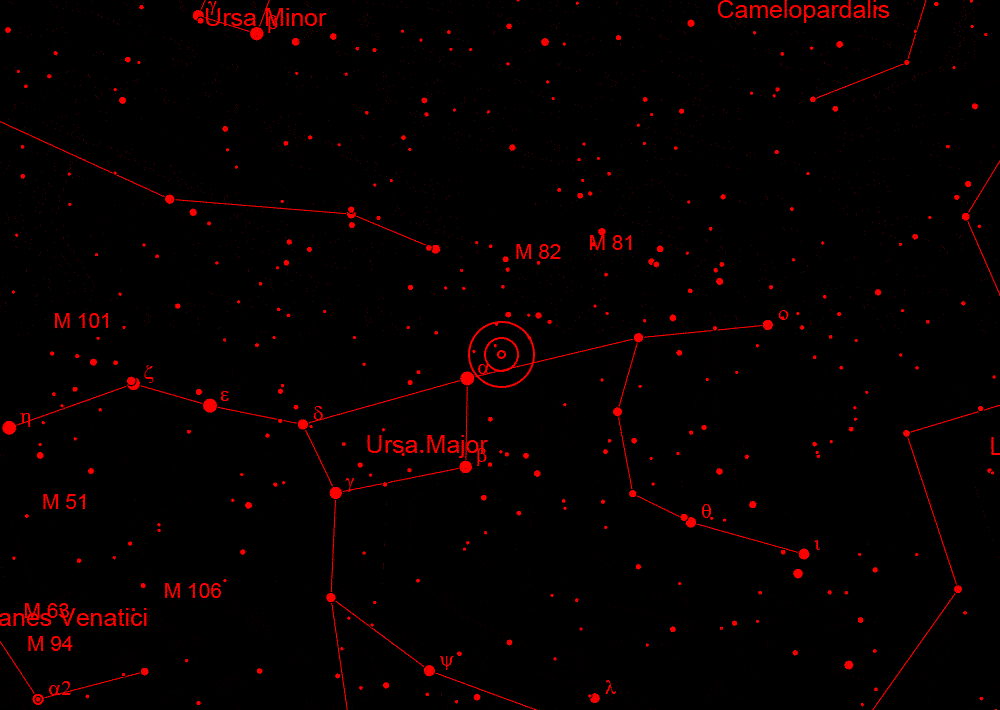 γ
Ursa Minor
β
Camelopardalis
M 82
M 81
M 101
ο
α
ζ
ε
δ
η
Ursa Major
β
γ
M 51
θ
ι
M 106
M 63
anes Venatici
M 94
ψ
α2
λ
L